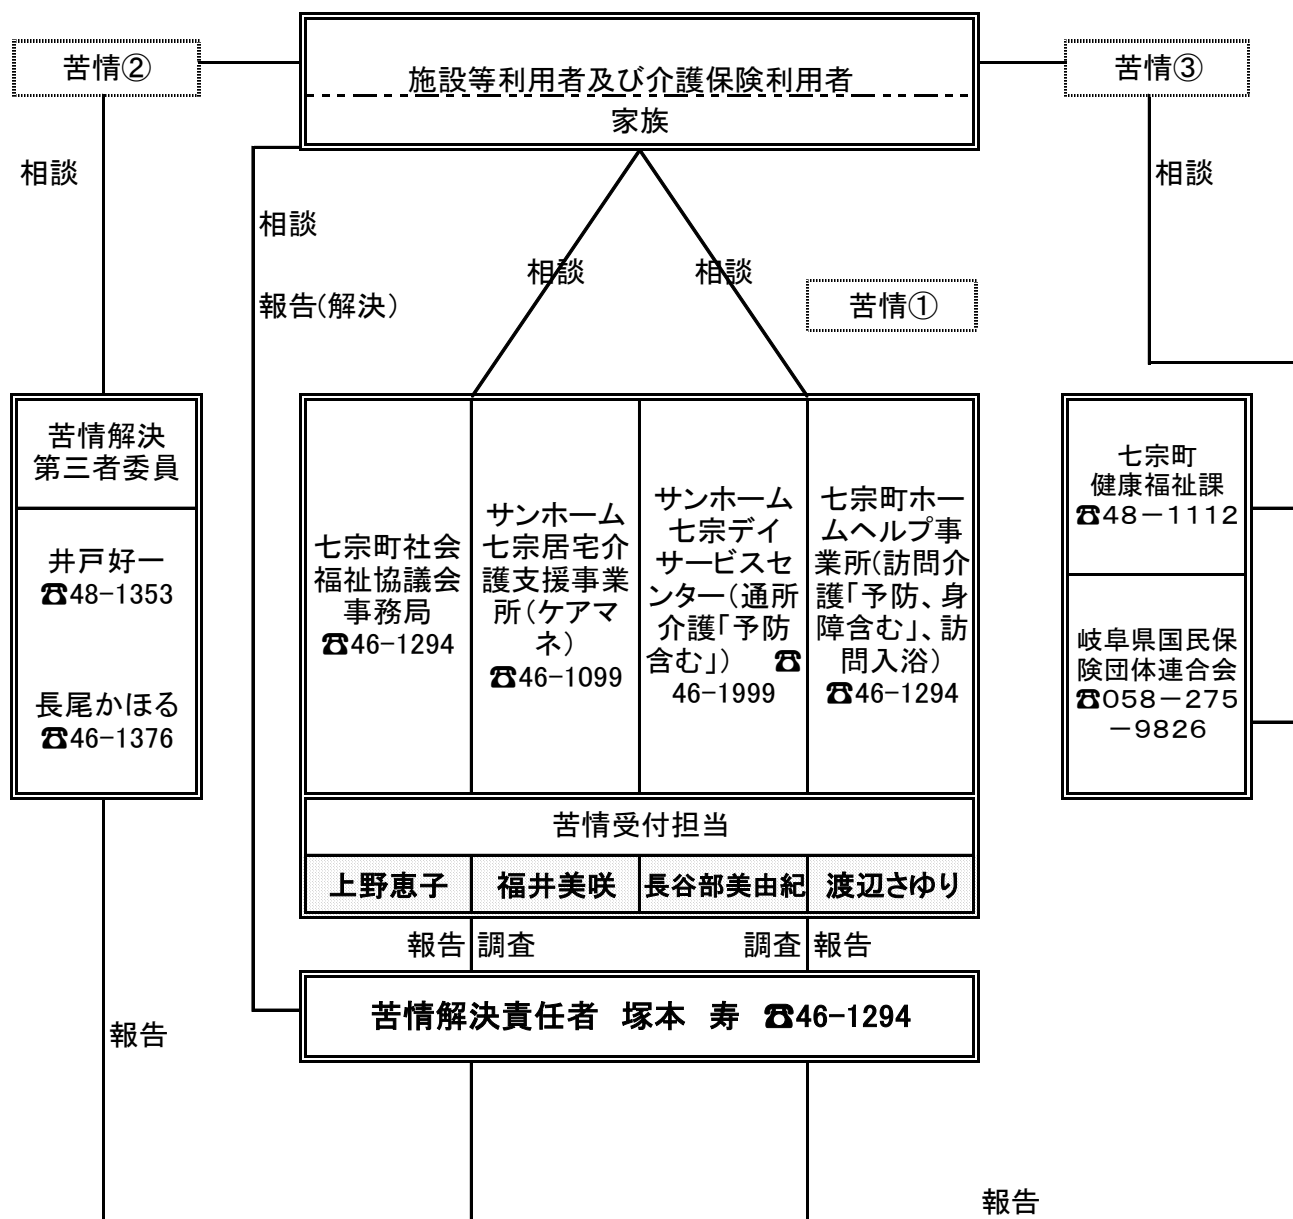 苦情②
施設等利用者及び介護保険利用者
家族
苦情③
相談
相談
相談
相談
相談
苦情①
報告(解決)
苦情解決
第三者委員
井戸好一
☎48-1353
長尾かほる
☎46-1376
七宗町社会
福祉協議会
事務局
☎46-1294
サンホーム
七宗居宅介
護支援事業
所(ケアマ
ネ)
☎46-1099
サンホーム
七宗デイ
サービスセ
ンター(通所
介護「予防
含む」) ☎
46-1999
七宗町ホー
ムヘルプ事
業所(訪問介
護「予防、身
障含む」、訪
問入浴)
☎46-1294
七宗町
健康福祉課
☎48-1112
岐阜県国民保
険団体連合会
☎058-275
-9826
苦情受付担当
上野恵子 福井美咲 長谷部美由紀 渡辺さゆり
報告 調査 調査 報告
苦情解決責任者 塚本 寿 ☎46-1294
報告
報告